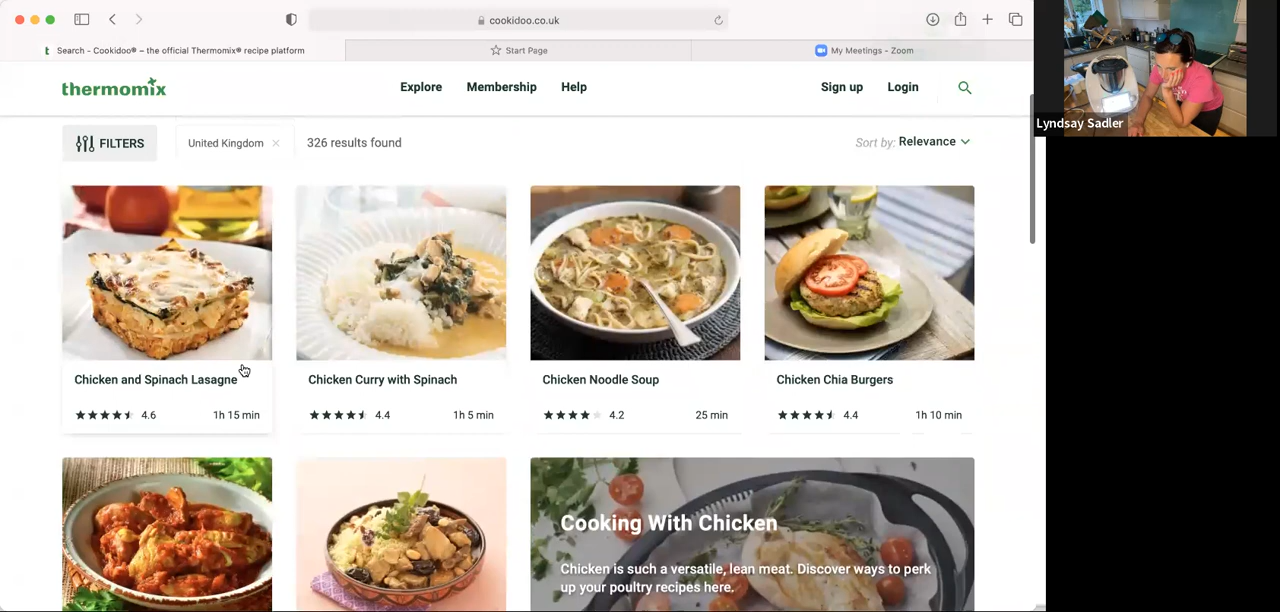 cookidoo.co.uk
t Search - Cookidoo® – the official Thermomix® recipe platform
Start Page
My Meetings - Zoom
thermomix
Explore
Membership
Help
Sign up
Login
FILTERS
United Kingdom ×
326 results found
Sort by: Relevance
Chicken and Spinach Lasagne
4.6
1h 15 min
Chicken Curry with Spinach
4.4
1h 5 min
Chicken Noodle Soup
4.2
25 min
Chicken Chia Burgers
4.4
1h 10 min
Cooking With Chicken
Chicken is such a versatile, lean meat. Discover ways to perk
up your poultry recipes here.
Lyndsay Sadler